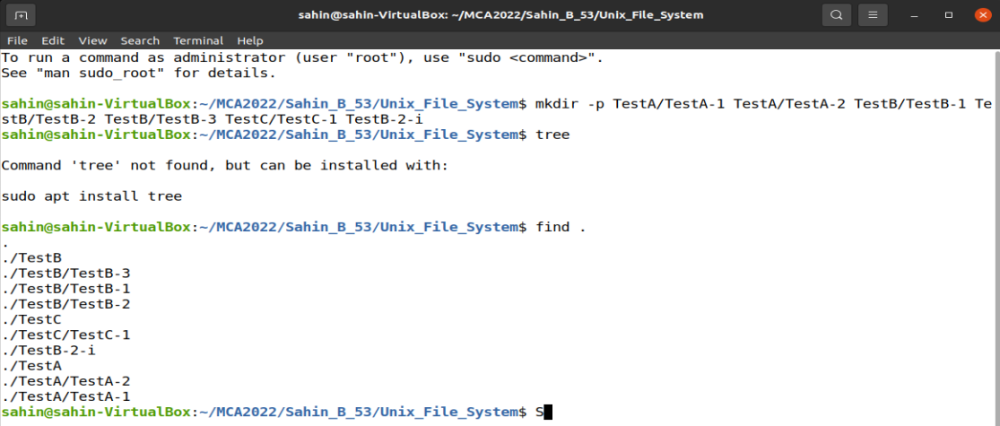 sahin@sahin-VirtualBox: ~/MCA2022/Sahin_B_53/Unix_File_System
File Edit View Search Terminal Help
To run a command as administrator (user "root"), use "sudo <command>".
See "man sudo_root" for details.
sahin@sahin-VirtualBox:~/MCA2022/Sahin_B_53/Unix_File_System$ mkdir -p TestA/TestA-1 TestA/TestA-2 TestB/TestB-1 Te
stB/TestB-2 TestB/TestB-3 TestC/TestC-1 TestB-2-i
sahin@sahin-VirtualBox:~/MCA2022/Sahin_B_53/Unix_File_System$ tree
Command 'tree' not found, but can be installed with:
sudo apt install tree
sahin@sahin-VirtualBox:~/MCA2022/Sahin_B_53/Unix_File_System$ find .
.
./TestB
./TestB/TestB-3
./TestB/TestB-1
./TestB/TestB-2
./TestC
./TestC/TestC-1
./TestB-2-i
./TestA
./TestA/TestA-2
./TestA/TestA-1
sahin@sahin-VirtualBox:~/MCA2022/Sahin_B_53/Unix_File_System$ S